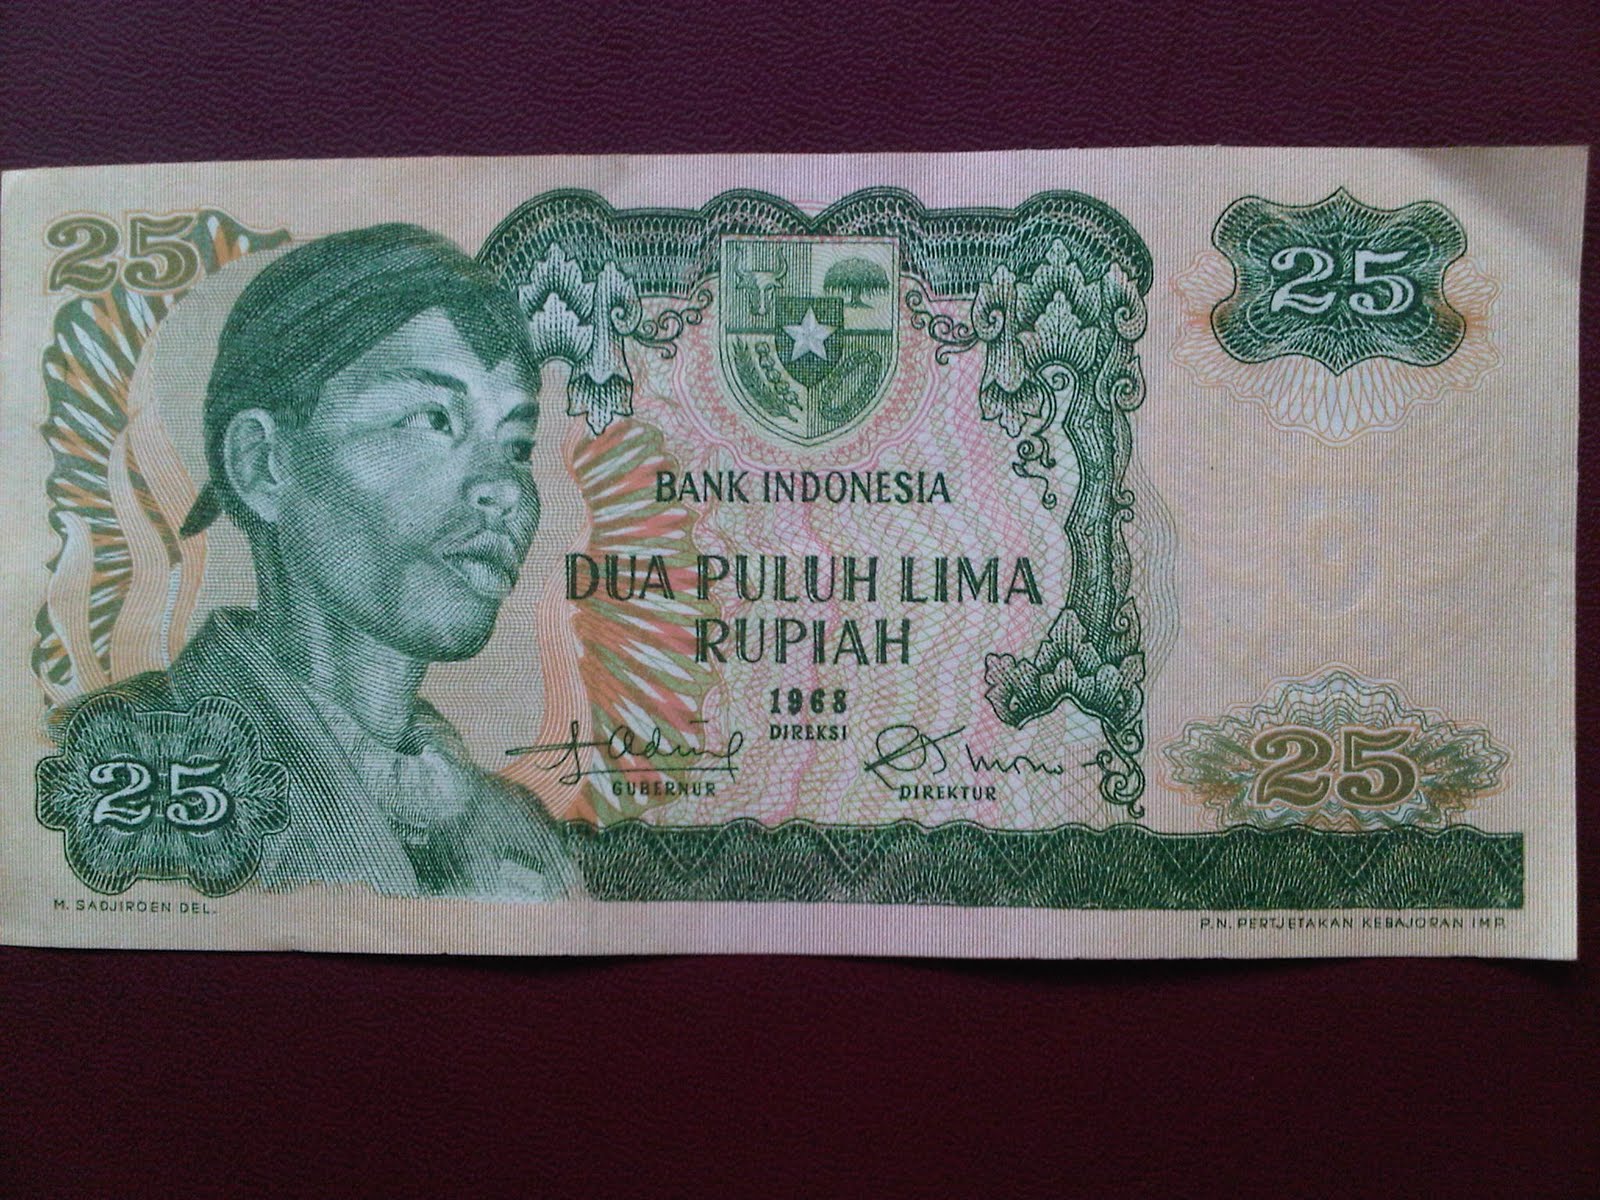 25
25
BANK INDONESIA
DUA PULUH LIMA
RUPIAH
1968
DIREKSI
GUBERNUR
DIREKTUR
25
25
M. SADJIROEN DEL.
P.N. PERTJETAKAN KEBAJORAN IMP.